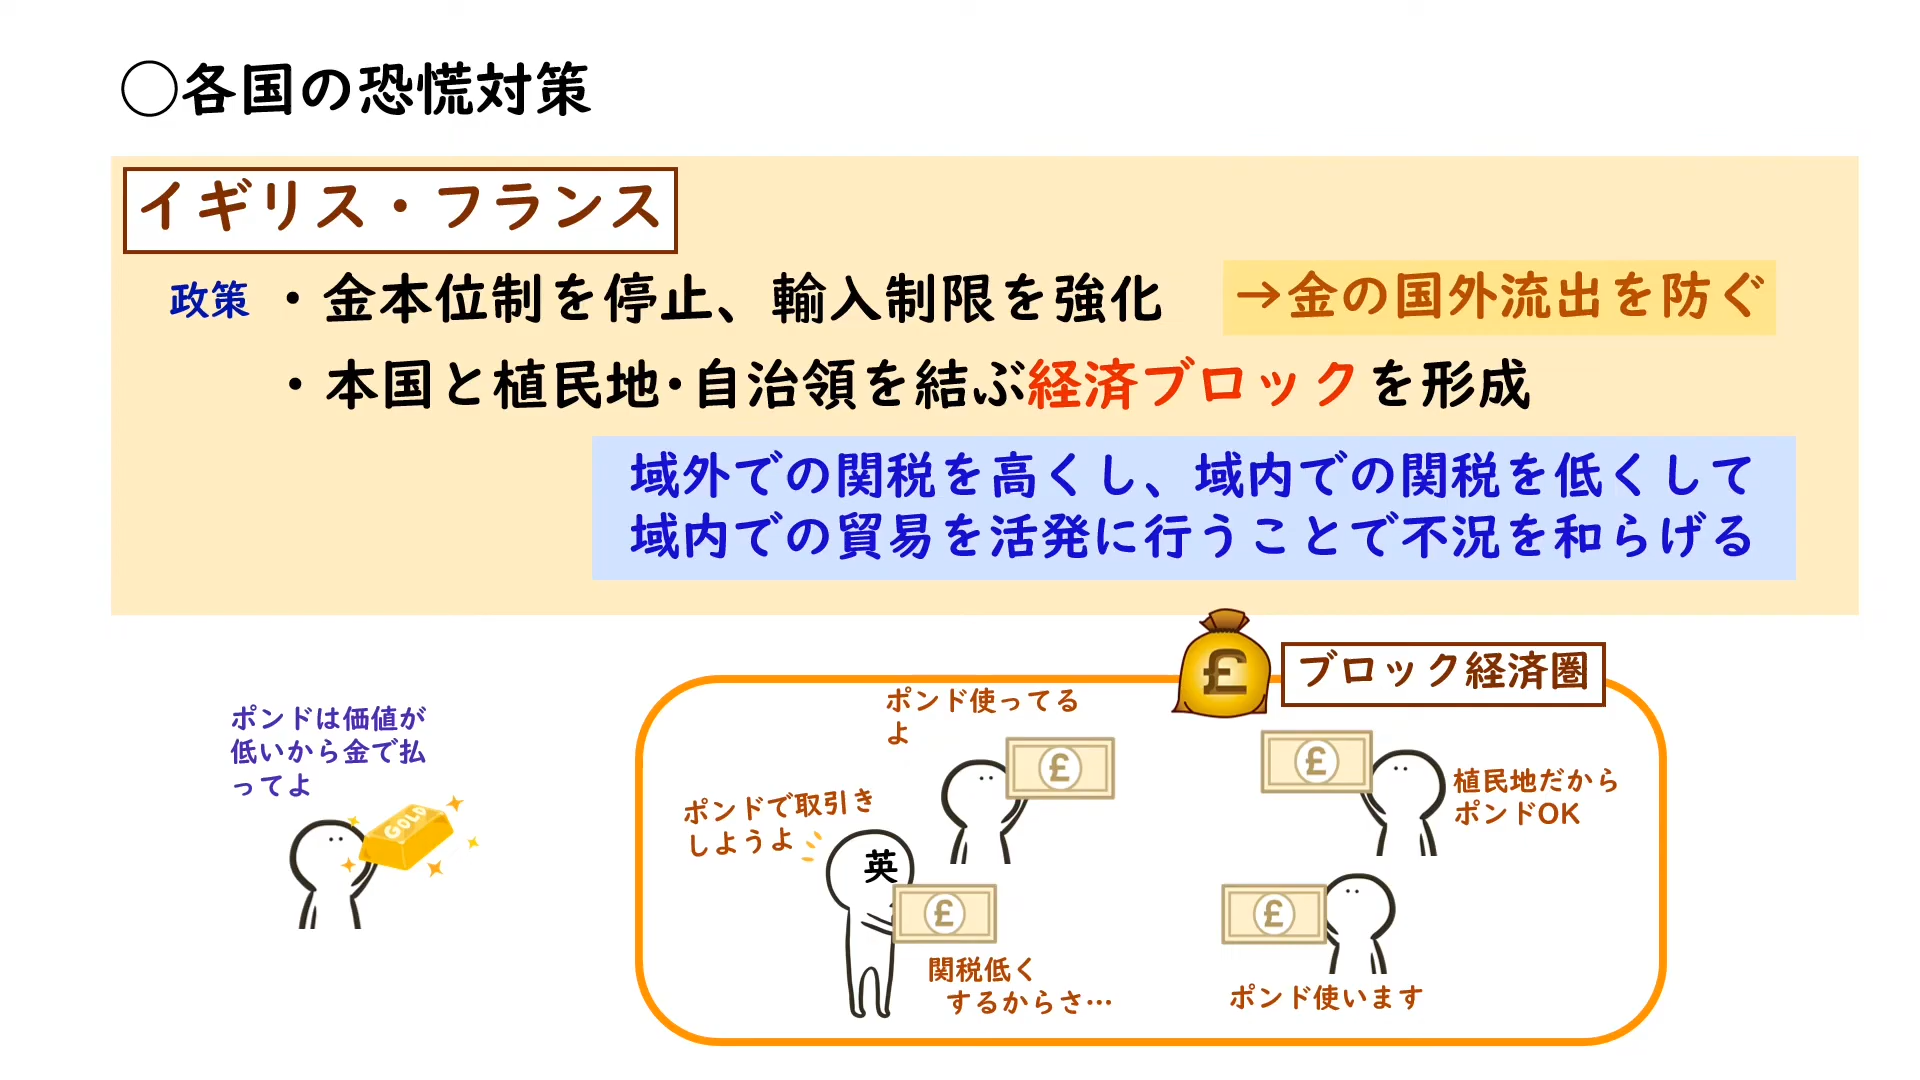 ◯各国の恐慌対策
イギリス・フランス
政策 ・金本位制を停止、輸入制限を強化 →金の国外流出を防ぐ
・本国と植民地・自治領を結ぶ経済ブロックを形成
域外での関税を高くし、域内での関税を低くして
域内での貿易を活発に行うことで不況を和らげる
£
ブロック経済圏
ポンドは価値が
低いから金で払
ってよ
GOLD
ポンド使ってる
よ
£
£
植民地だから
ポンドOK
ポンドで取引き
しようよ
英
£
関税低く
するからさ…
£
ポンド使います